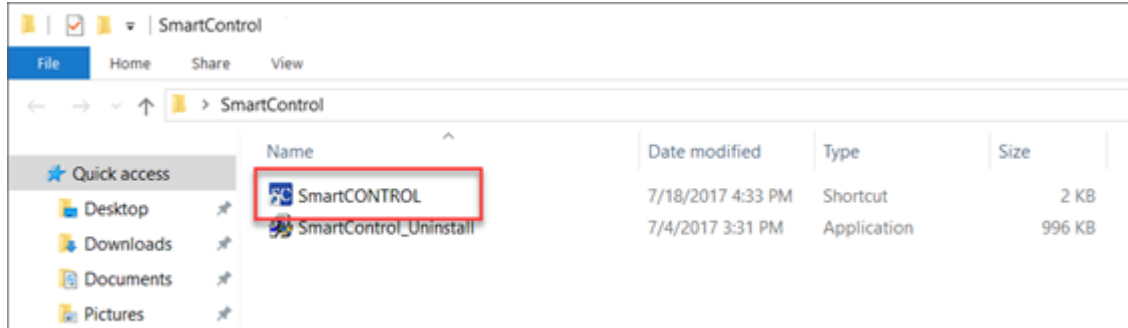 SmartControl
File Home Share View
SmartControl
Name Date modified Type Size
Quick access
SmartCONTROL 7/18/2017 4:33 PM Shortcut 2 KB
Desktop
SmartControl_Uninstall 7/4/2017 3:31 PM Application 996 KB
Downloads
Documents
Pictures